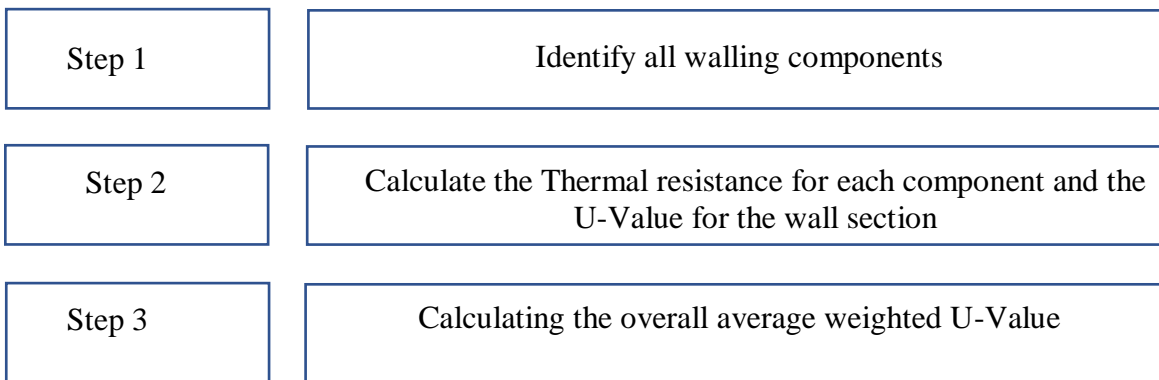 Step 1
Identify all walling components
Step 2
Calculate the Thermal resistance for each component and the
U-Value for the wall section
Step 3
Calculating the overall average weighted U-Value